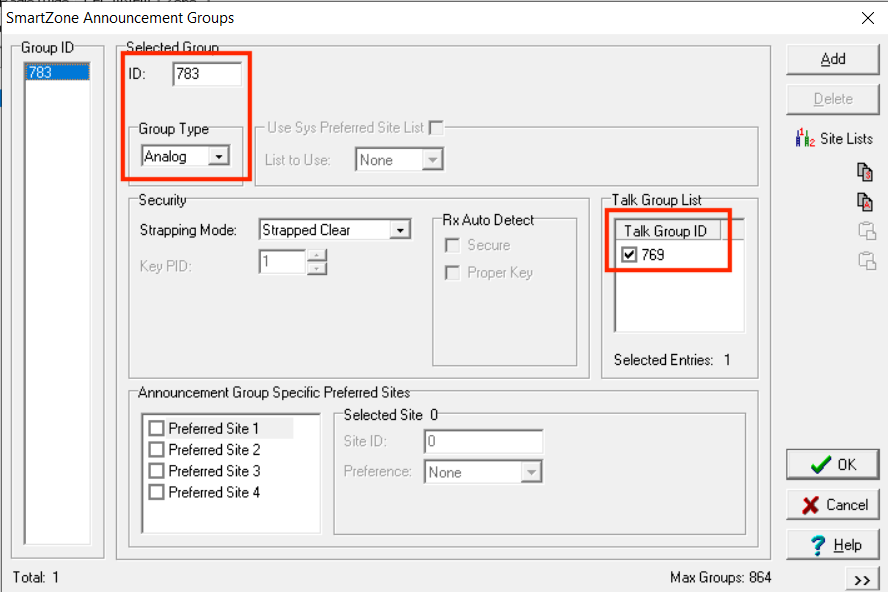 SmartZone Announcement Groups
Group ID
783
Selected Group
ID: 783
Group Type
Analog
Use Sys Preferred Site List
List to Use: None
Security
Strapping Mode: Strapped Clear
Key PID: 1
Rx Auto Detect
Secure
Proper Key
Talk Group List
Talk Group ID
769
Selected Entries: 1
Announcement Group Specific Preferred Sites
Preferred Site 1
Preferred Site 2
Preferred Site 3
Preferred Site 4
Selected Site 0
Site ID: 0
Preference: None
Add
Delete
Site Lists
OK
Cancel
Help
Total: 1
Max Groups: 864
>>